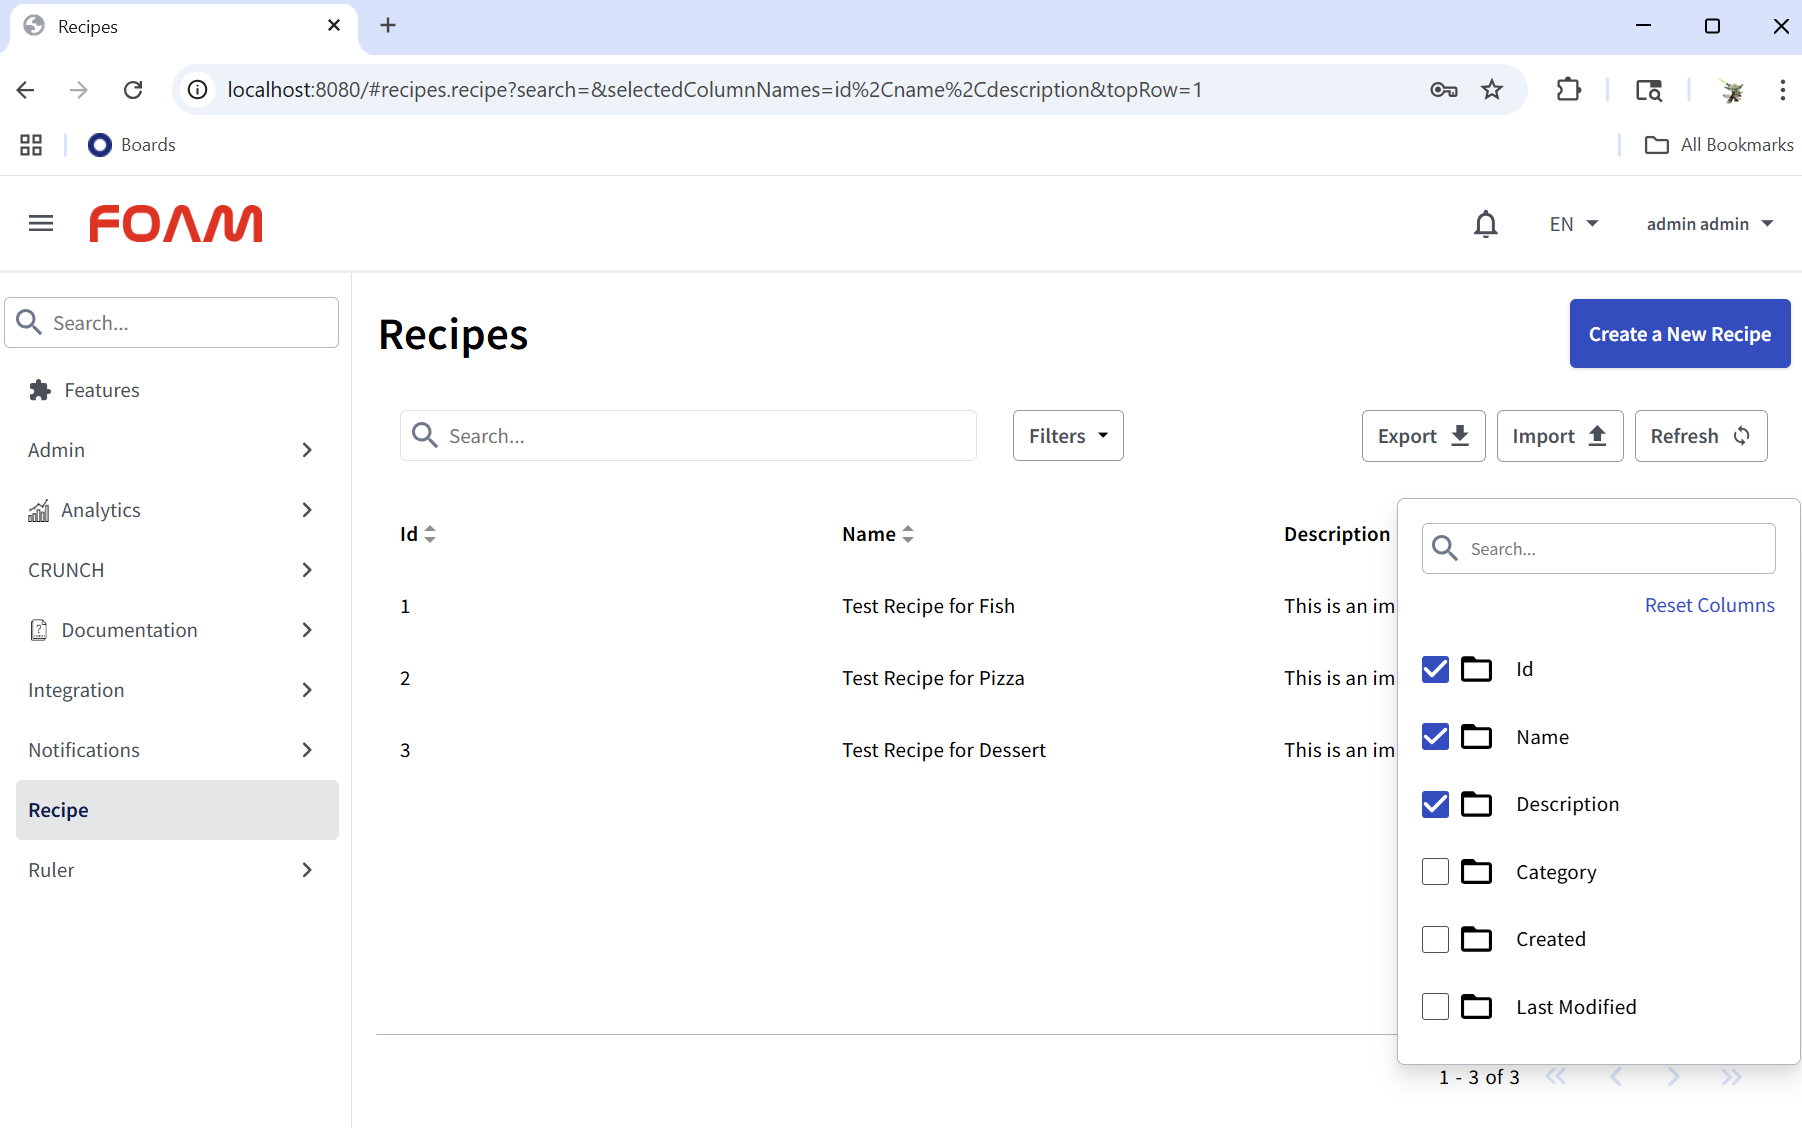 Recipes
localhost:8080/#recipes.recipe?search=&selectedColumnNames=id%2Cname%2Cdescription&topRow=1
Boards
All Bookmarks
FOAM
EN
admin admin
Search...
Features
Admin
Analytics
CRUNCH
Documentation
Integration
Notifications
Recipe
Ruler
Recipes
Create a New Recipe
Search...
Filters
Export
Import
Refresh
Id
Name
Description
1
Test Recipe for Fish
This is an im
2
Test Recipe for Pizza
This is an im
3
Test Recipe for Dessert
This is an im
Search...
Reset Columns
Id
Name
Description
Category
Created
Last Modified
1 - 3 of 3